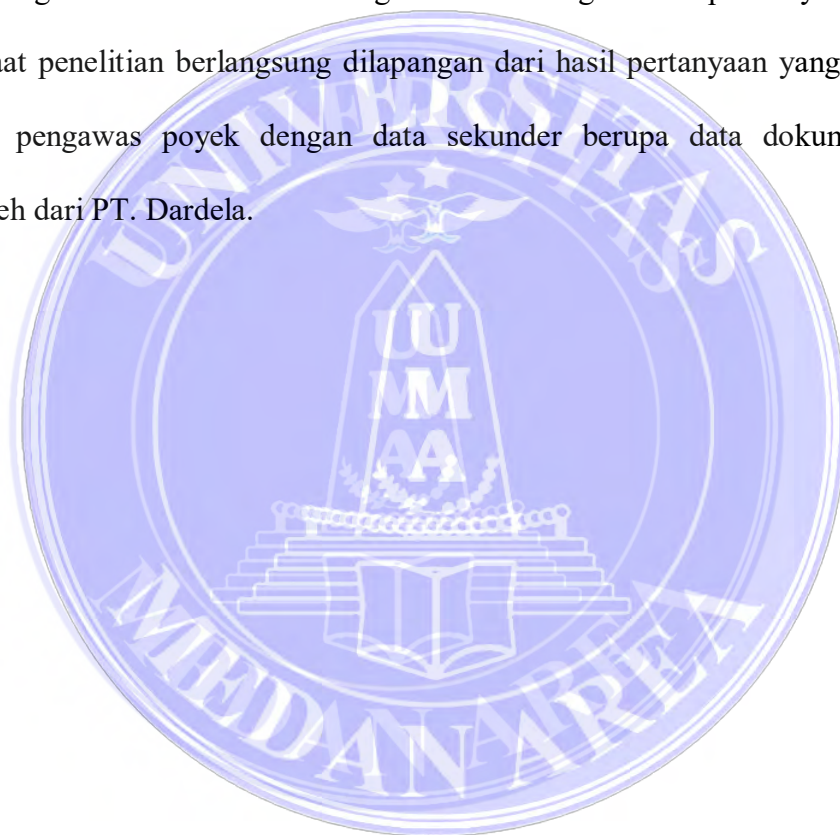 aat penelitian berlangsung dilapangan dari hasil pertanyaan yang
pengawas poyek dengan data sekunder berupa data dokun
eh dari PT. Dardela.
UNIVERSITAS
UMA
MEDAN AREA